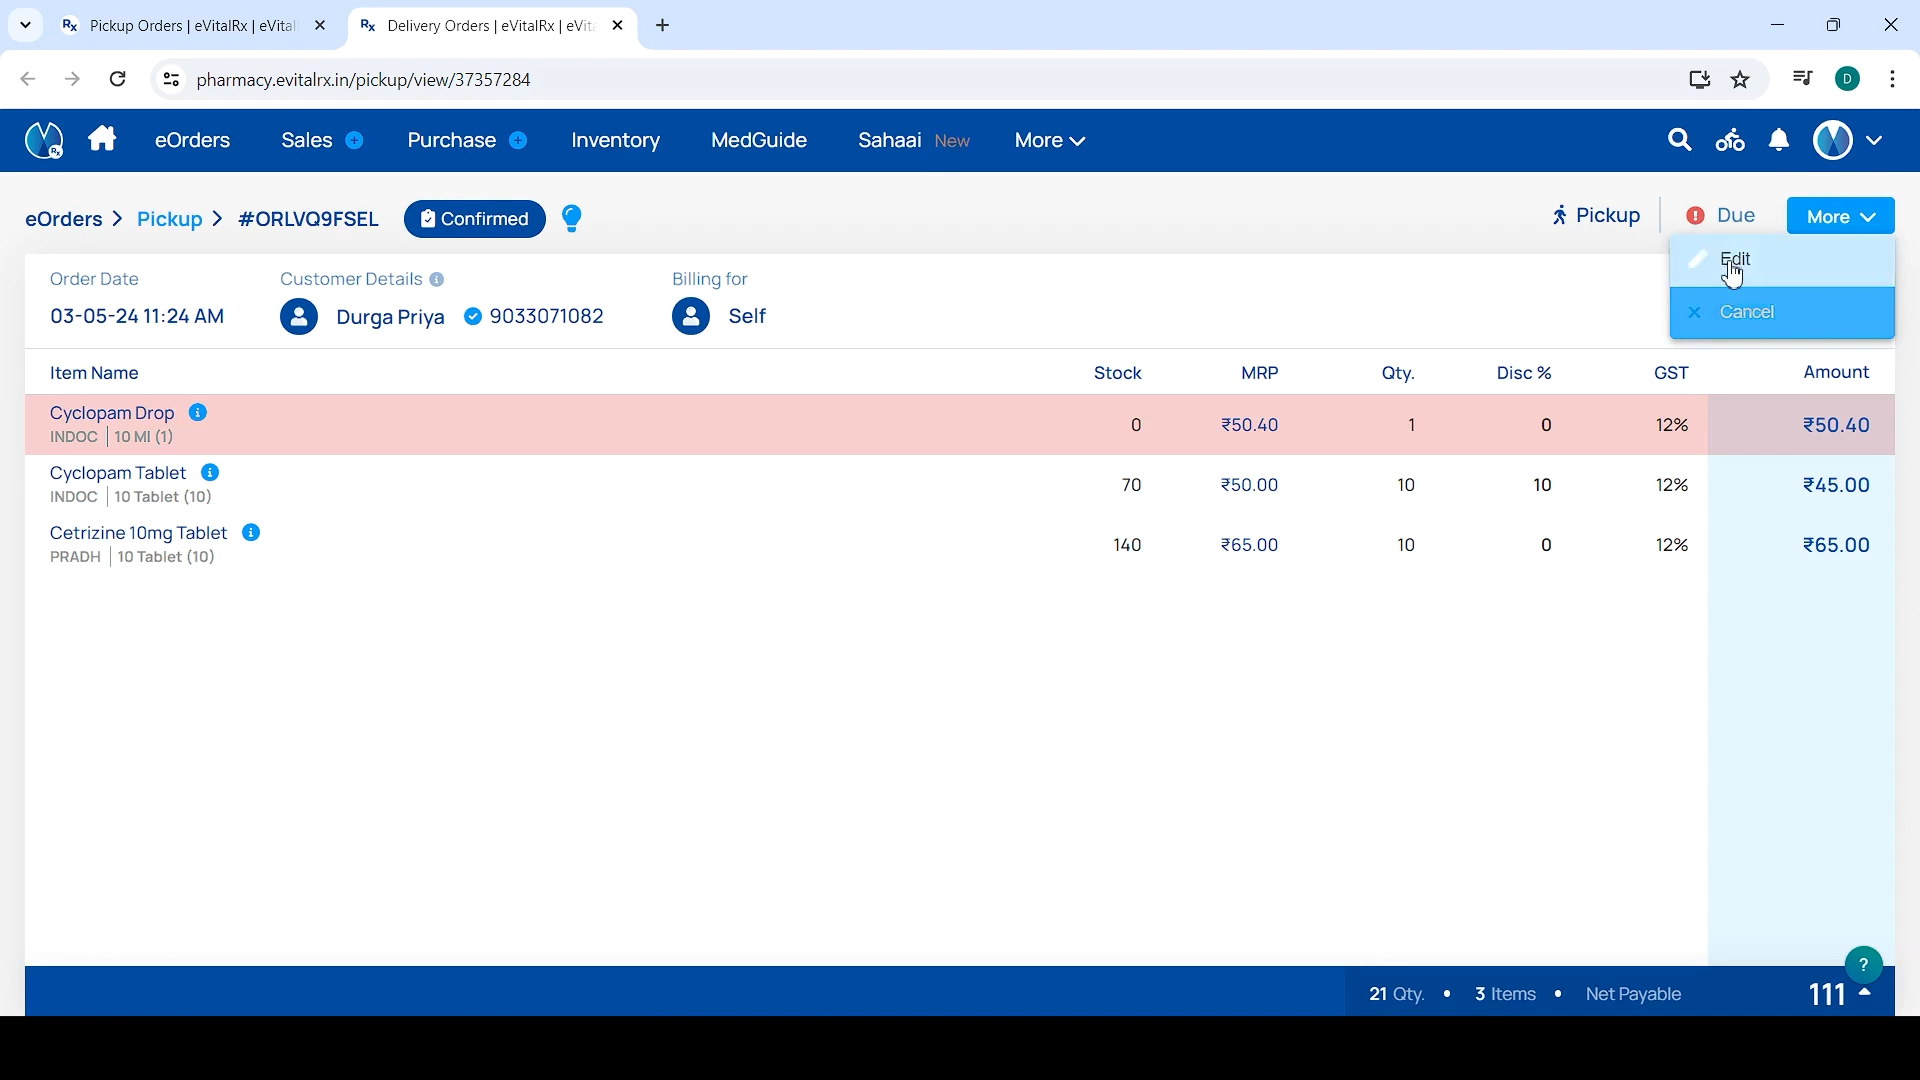 Pickup Orders | eVitalRx | eVital
Delivery Orders | eVitalRx | eVita
pharmacy.evitalrx.in/pickup/view/37357284
D
eOrders Sales Purchase Inventory MedGuide Sahaai New More
eOrders > Pickup > #ORLVQ9FSEL Confirmed Pickup Due More
Edit
Cancel
Order Date Customer Details Billing for
03-05-24 11:24 AM Durga Priya 9033071082 Self
Item Name Stock MRP Qty. Disc % GST Amount
Cyclopam Drop
INDOC | 10 Ml (1) 0 ₹50.40 1 0 12% ₹50.40
Cyclopam Tablet
INDOC | 10 Tablet (10) 70 ₹50.00 10 10 12% ₹45.00
Cetrizine 10mg Tablet
PRADH | 10 Tablet (10) 140 ₹65.00 10 0 12% ₹65.00
?
21 Qty. • 3 Items • Net Payable 111